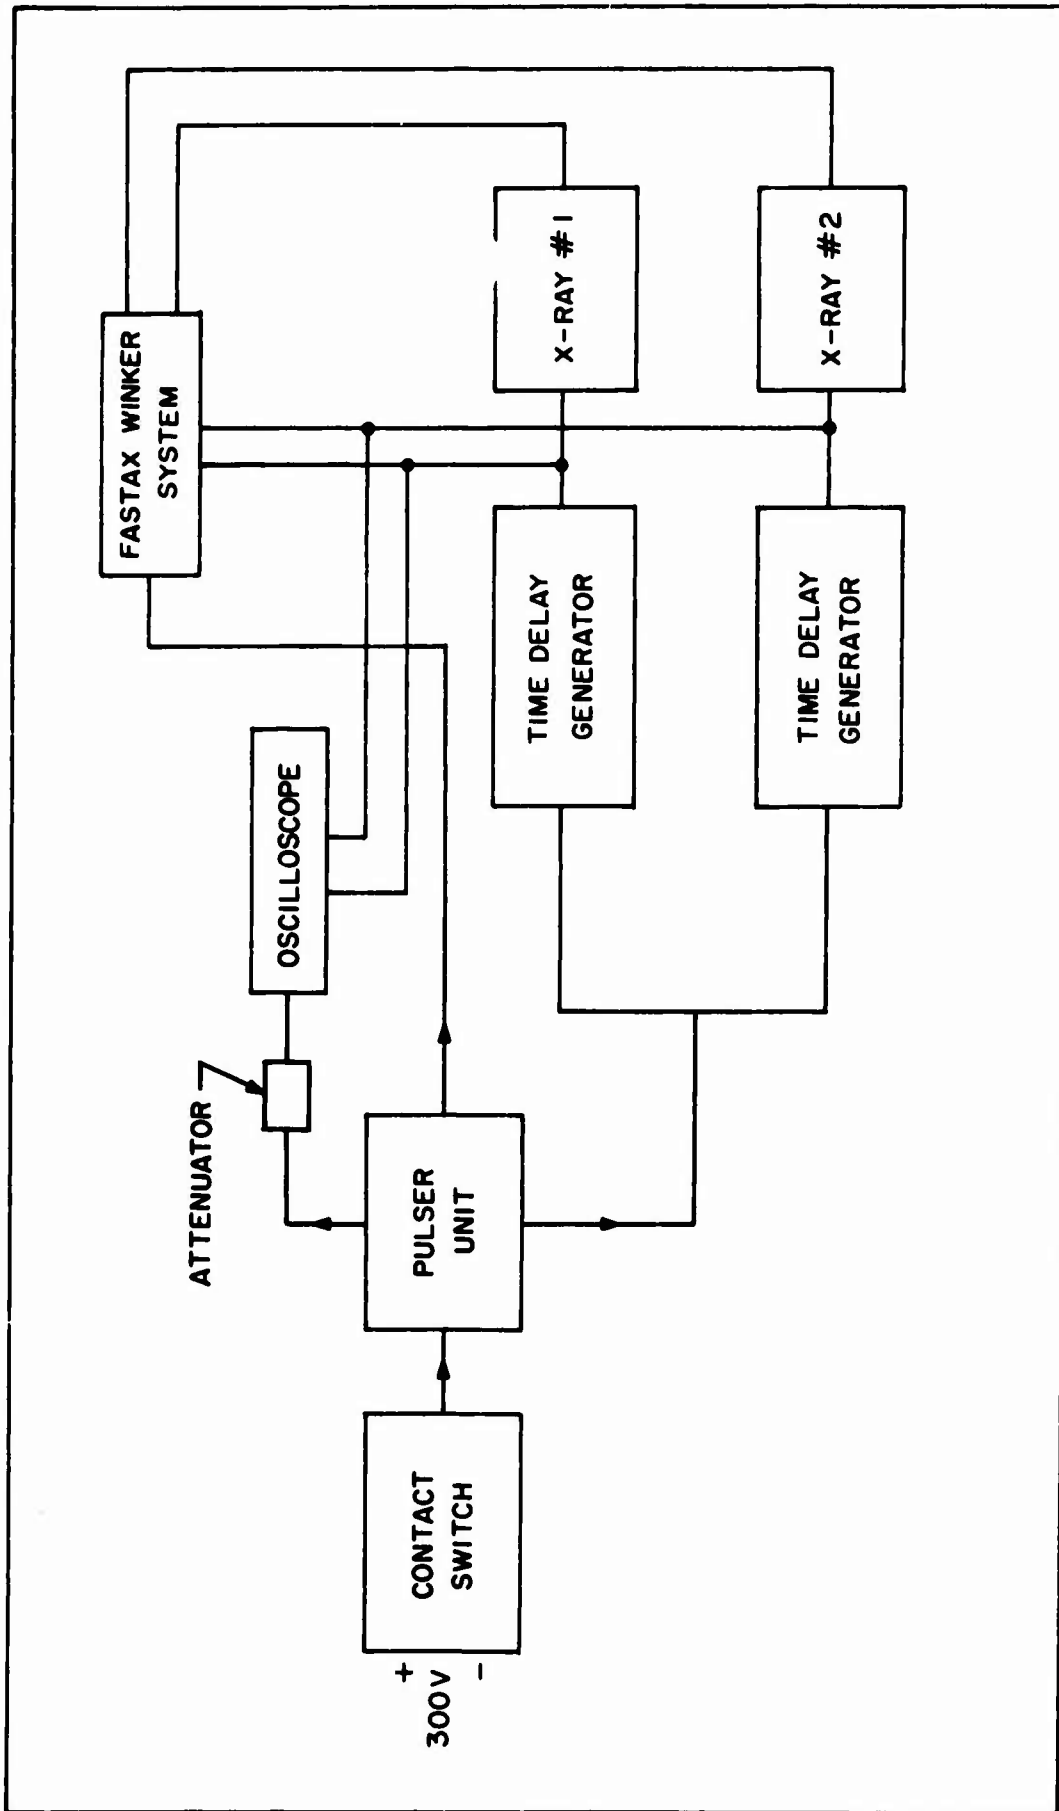 +
300V
-
CONTACT
SWITCH
PULSER
UNIT
ATTENUATOR
OSCILLOSCOPE
FASTAX WINKER
SYSTEM
TIME DELAY
GENERATOR
X-RAY #1
TIME DELAY
GENERATOR
X-RAY #2